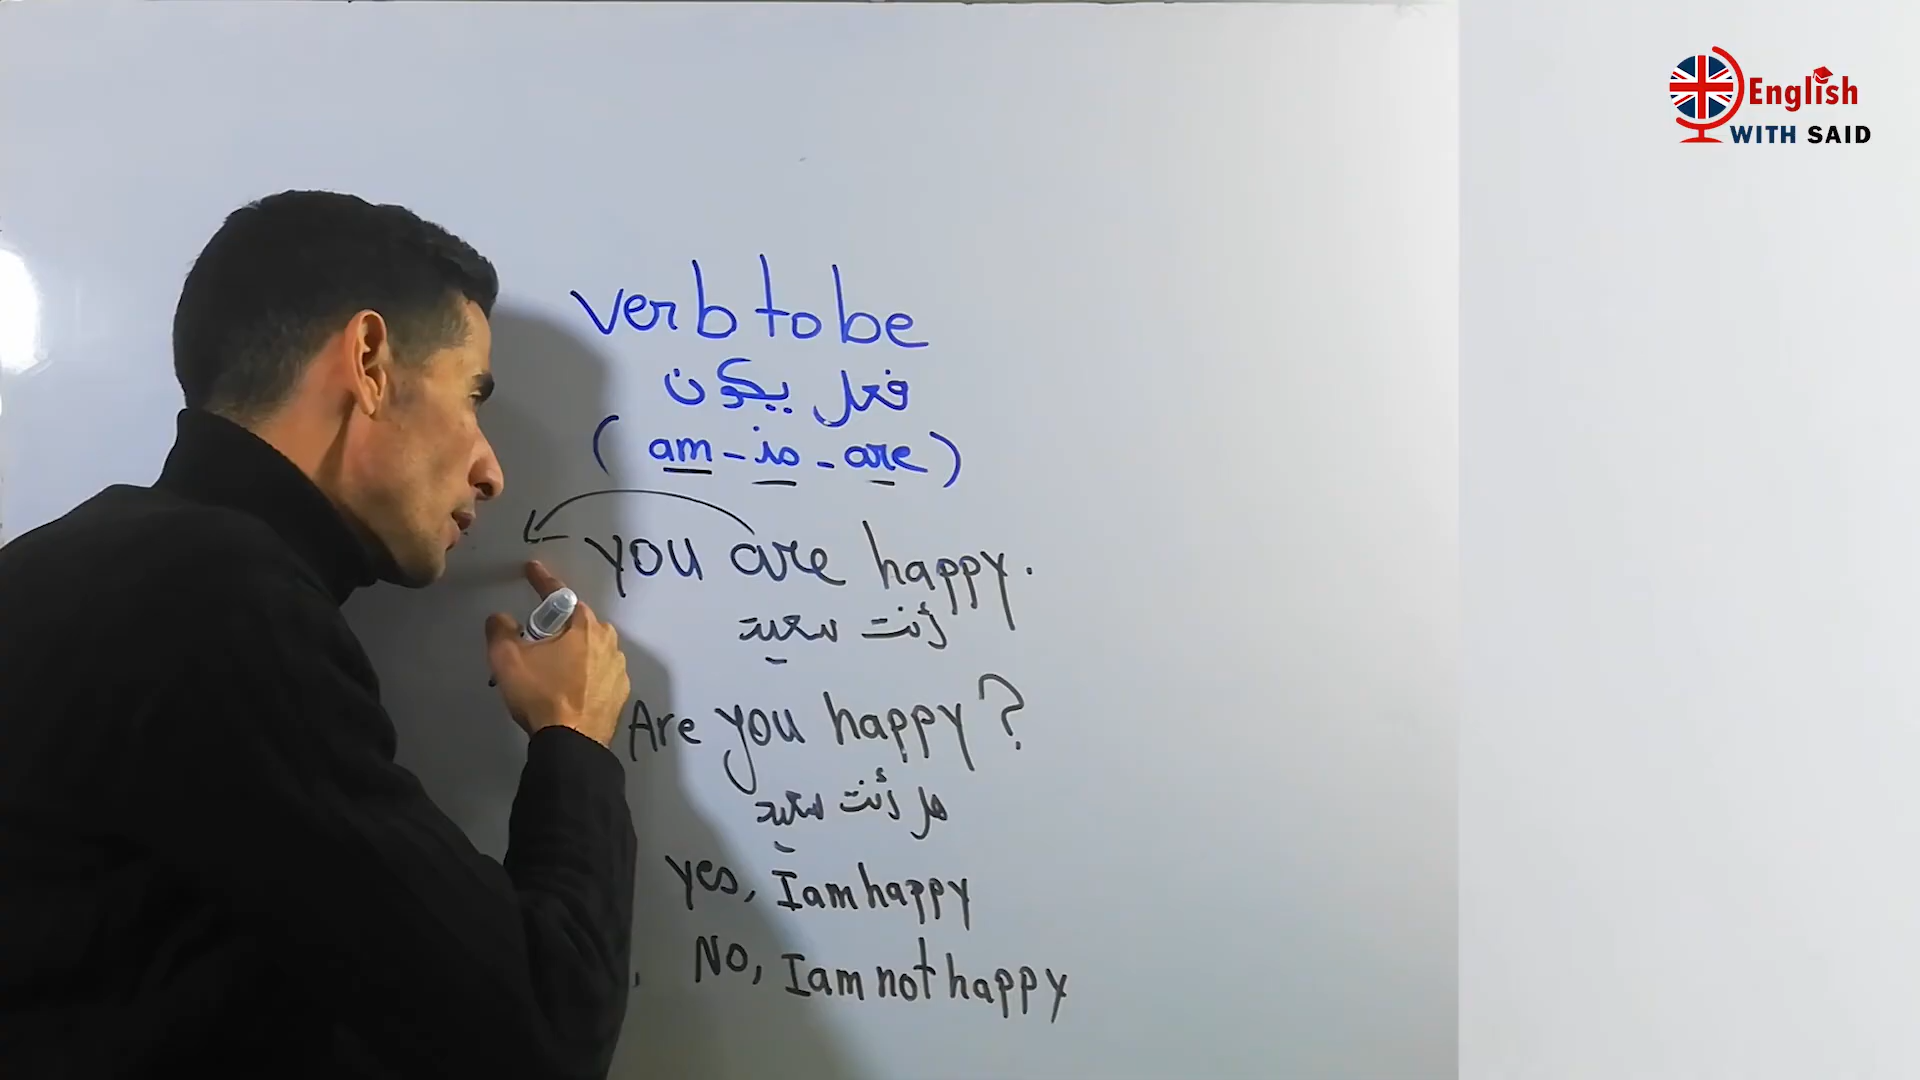 English
WITH SAID
verb to be
فعل يكون
( am - is - are )
you are happy.
أنت سعيد
Are you happy?
هل أنت سعيد
yes, I am happy
No, I am not happy